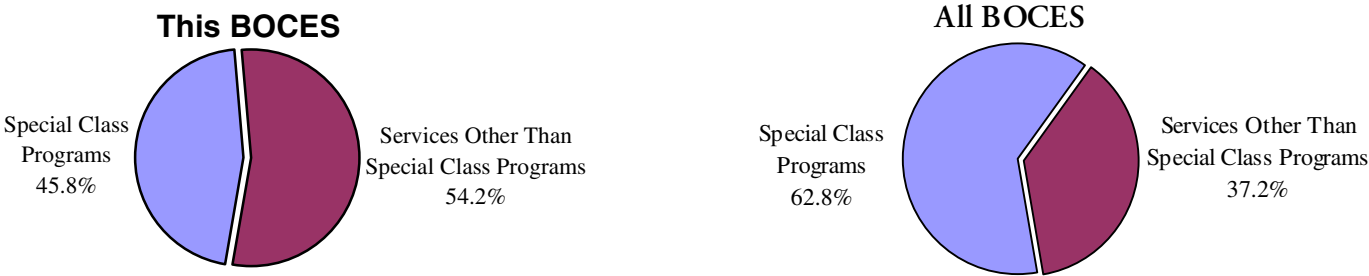 This BOCES
Special Class
Programs
45.8%
Services Other Than
Special Class Programs
54.2%
All BOCES
Special Class
Programs
62.8%
Services Other Than
Special Class Programs
37.2%